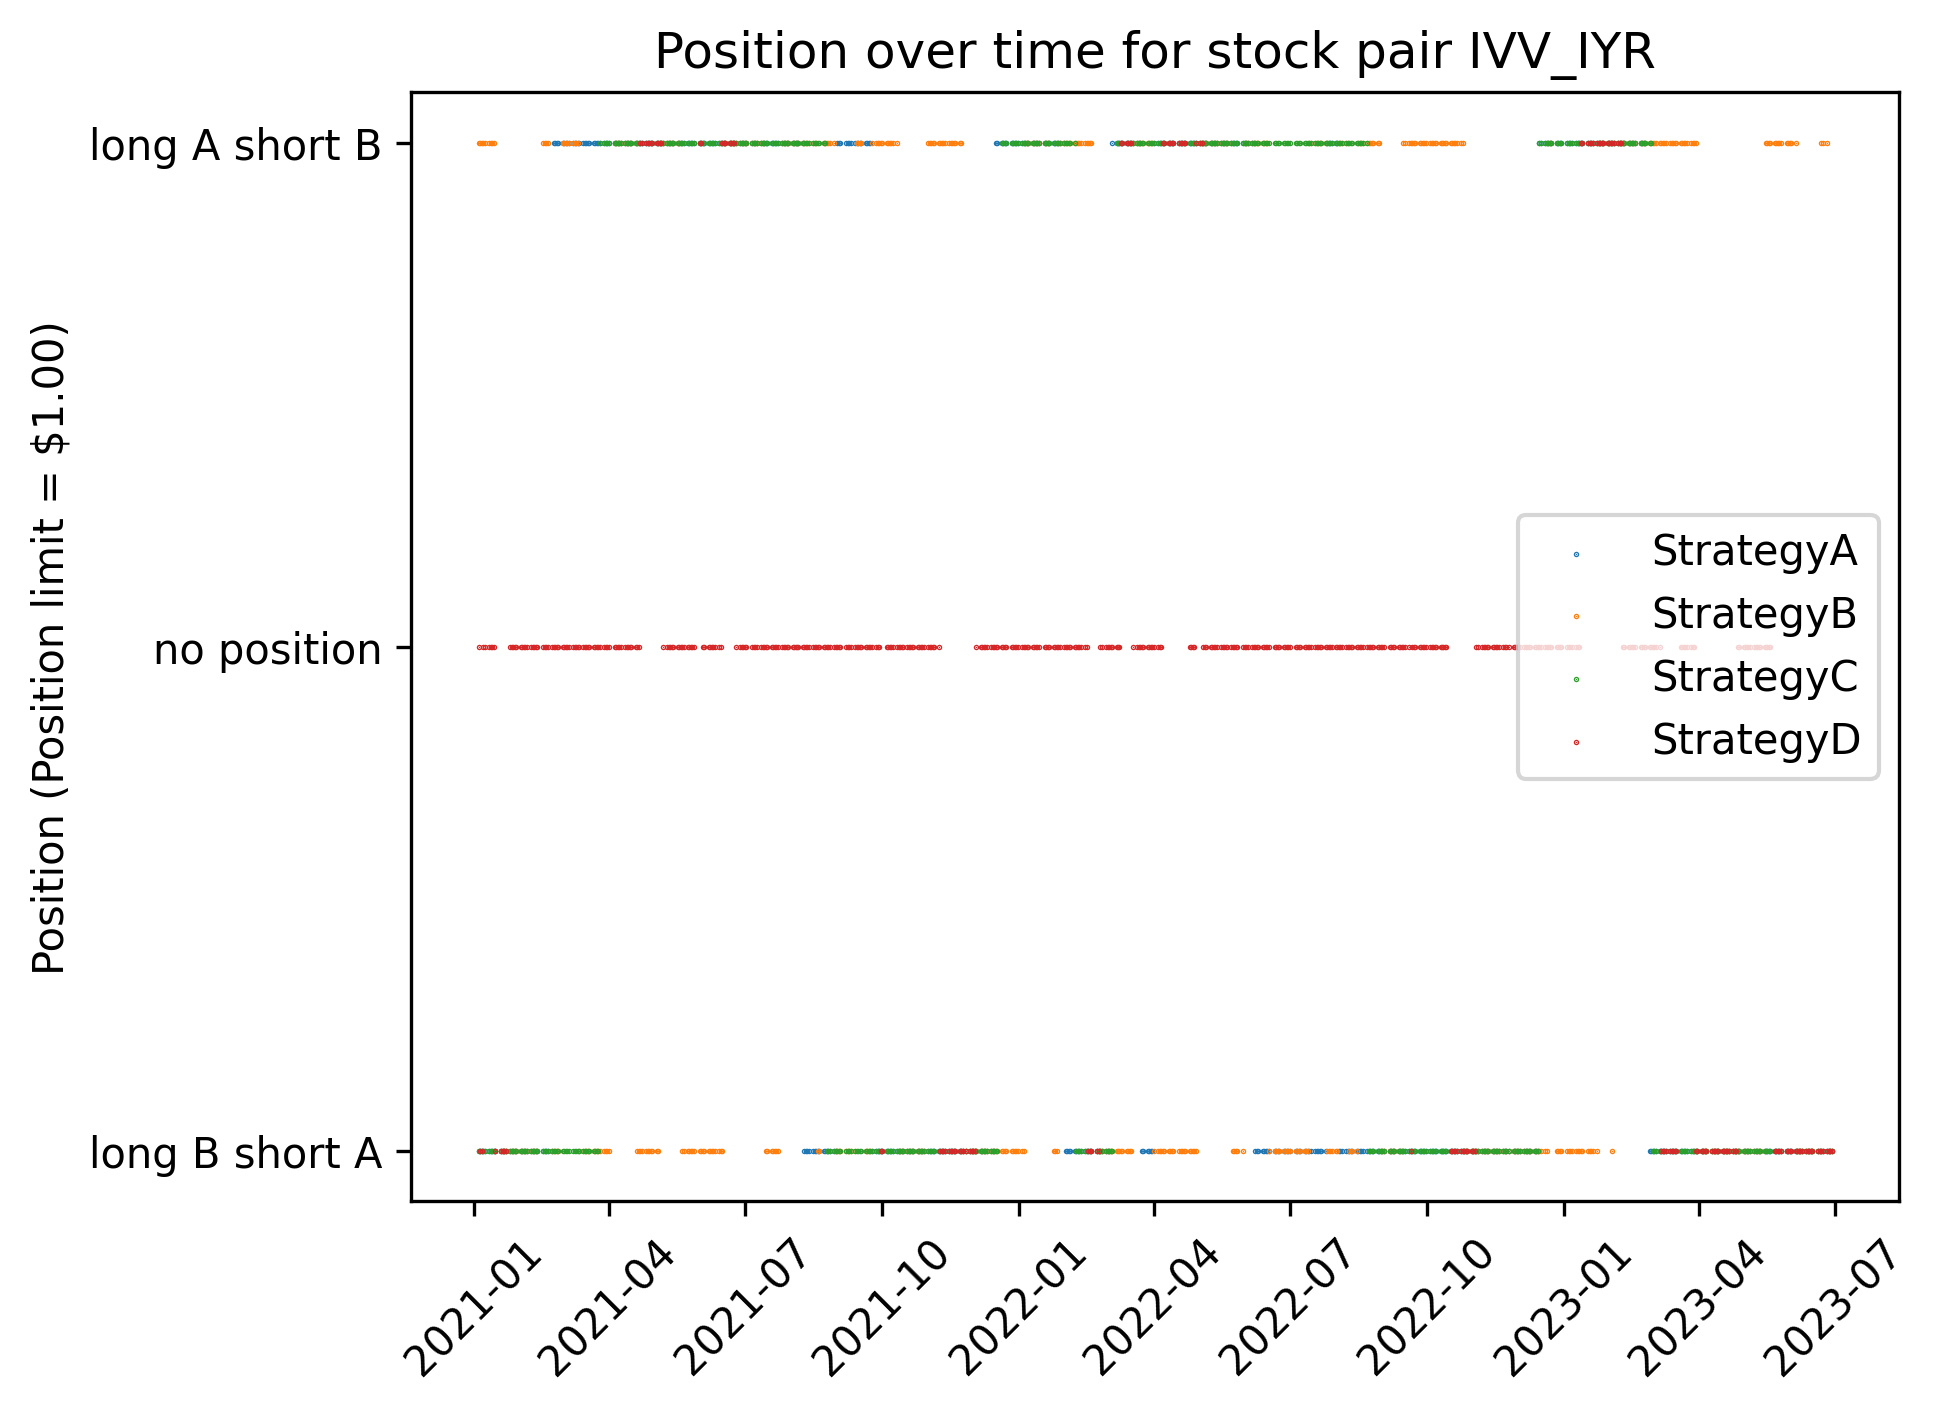 Position over time for stock pair IVV_IYR
Position (Position limit = $1.00)
long A short B
no position
long B short A
StrategyA
StrategyB
StrategyC
StrategyD
2021-01
2021-04
2021-07
2021-10
2022-01
2022-04
2022-07
2022-10
2023-01
2023-04
2023-07